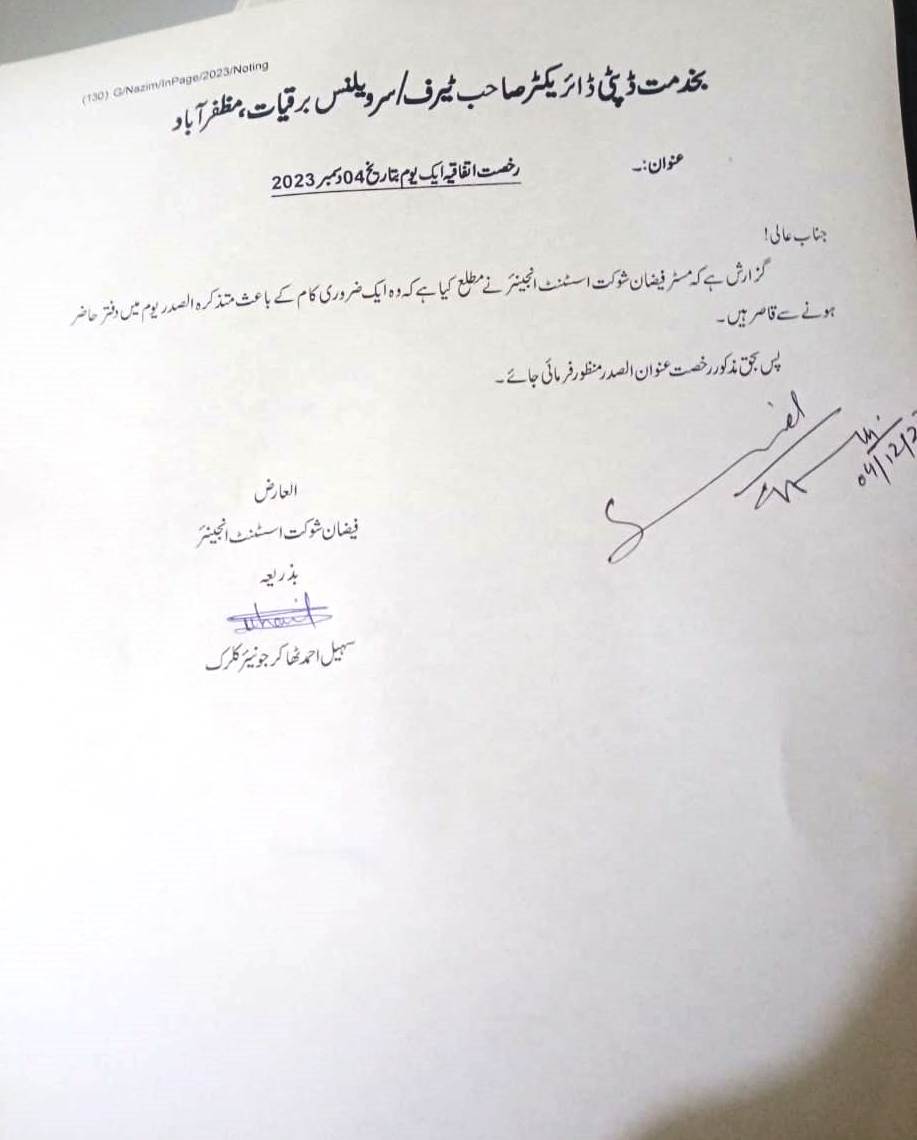 (130) G/Nazim/InPage/2023/Noting
بخدمت ڈپٹی ڈائریکٹر صاحب ٹیرف/سرویلنس برقیات، مظفرآباد
عنوان:۔ رخصت اتفاقیہ ایک یوم بتاریخ 04 دسمبر 2023
جناب عالی!
گزارش ہے کہ مسٹر فیضان شوکت اسسٹنٹ انجینئر نے مطلع کیا ہے کہ وہ ایک ضروری کام کے باعث متذکرہ الصدر یوم میں دفتر حاضر
ہونے سے قاصر ہیں۔
پس بحق مذکور رخصت عنوان الصدر منظور فرمائی جائے۔
04/12/2
العارض
فیضان شوکت اسسٹنٹ انجینئر
بذریعہ
سہیل احمد ٹھاکر جونیئر کلرک